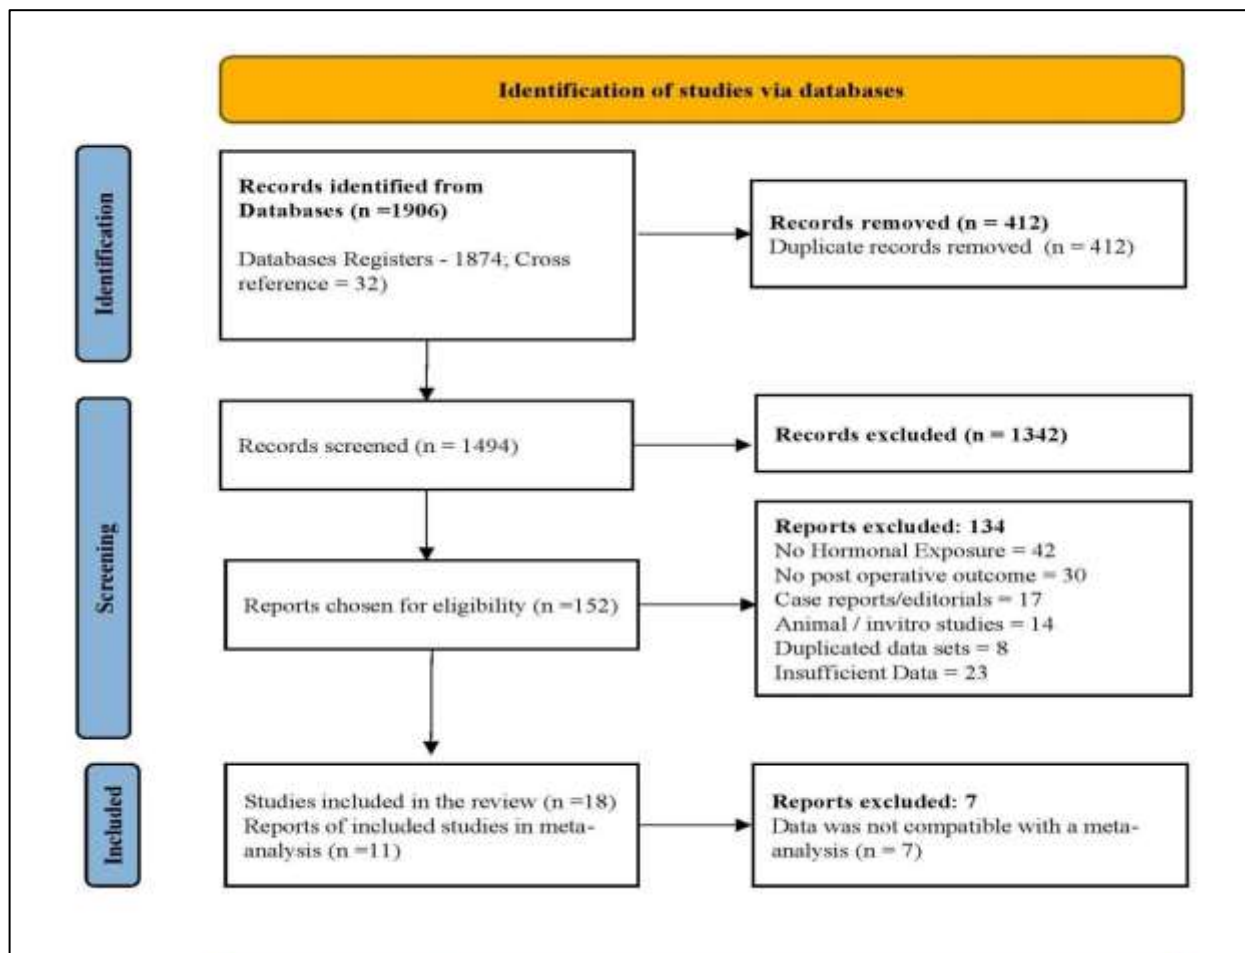 Identification of studies via databases
Identification
Records identified from
Databases (n =1906)
Databases Registers - 1874; Cross
reference = 32)
Records removed (n = 412)
Duplicate records removed  (n = 412)
Screening
Records screened (n = 1494)
Records excluded (n = 1342)
Reports chosen for eligibility (n =152)
Reports excluded: 134
No Hormonal Exposure = 42
No post operative outcome = 30
Case reports/editorials = 17
Animal / invitro studies = 14
Duplicated data sets = 8
Insufficient Data = 23
Included
Studies included in the review (n =18)
Reports of included studies in meta-
analysis (n =11)
Reports excluded: 7
Data was not compatible with a meta-
analysis (n = 7)